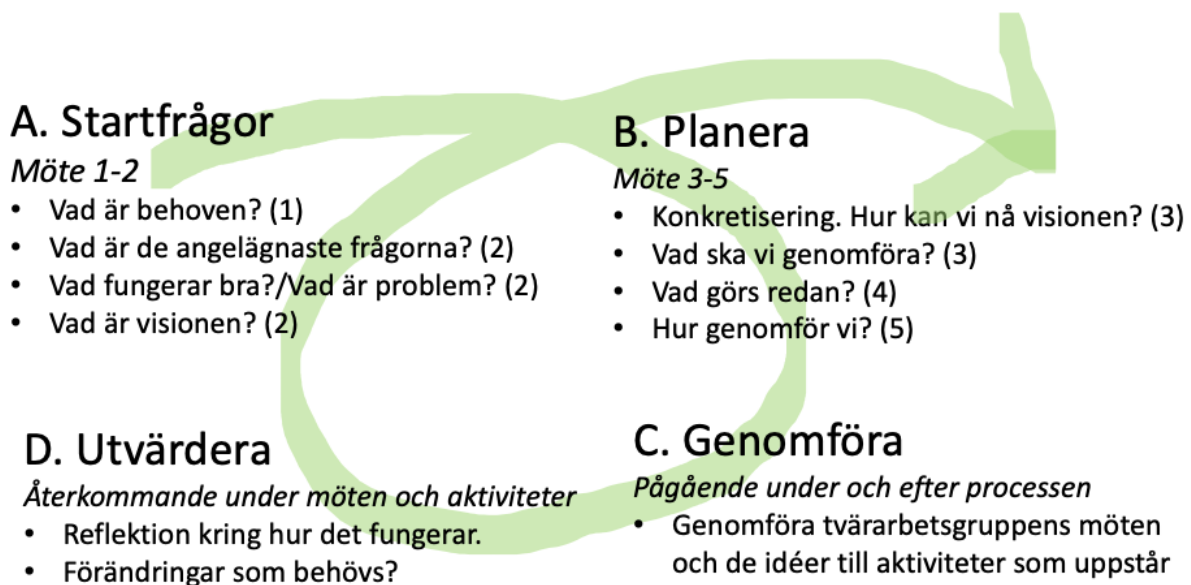 A. Startfrågor
Möte 1-2
• Vad är behoven? (1)
• Vad är de angelägnaste frågorna? (2)
• Vad fungerar bra?/Vad är problem? (2)
• Vad är visionen? (2)
B. Planera
Möte 3-5
• Konkretisering. Hur kan vi nå visionen? (3)
• Vad ska vi genomföra? (3)
• Vad görs redan? (4)
• Hur genomför vi? (5)
D. Utvärdera
Återkommande under möten och aktiviteter
• Reflektion kring hur det fungerar.
• Förändringar som behövs?
C. Genomföra
Pågående under och efter processen
• Genomföra tvärarbetsgruppens möten
och de idéer till aktiviteter som uppstår